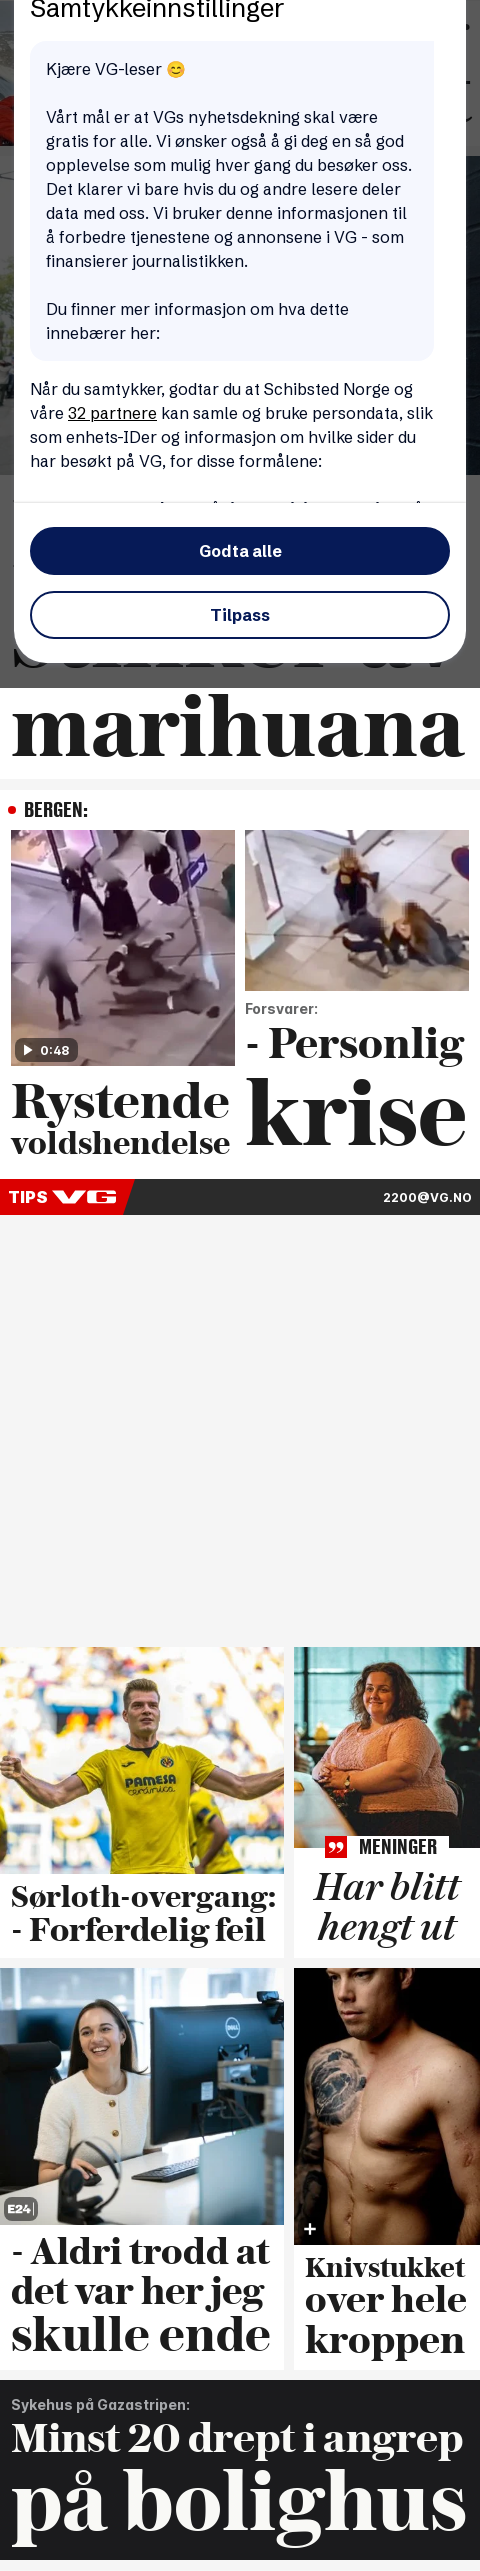 Samtykkeinnstillinger
Kjære VG-leser 😊
Vårt mål er at VGs nyhetsdekning skal være
gratis for alle. Vi ønsker også å gi deg en så god
opplevelse som mulig hver gang du besøker oss.
Det klarer vi bare hvis du og andre lesere deler
data med oss. Vi bruker denne informasjonen til
å forbedre tjenestene og annonsene i VG - som
finansierer journalistikken.
Du finner mer informasjon om hva dette
innebærer her:
Når du samtykker, godtar du at Schibsted Norge og
våre 32 partnere kan samle og bruke persondata, slik
som enhets-IDer og informasjon om hvilke sider du
har besøkt på VG, for disse formålene:
Godta alle
Tilpass
marihuana
BERGEN:
0:48
Rystende
voldshendelse
Forsvarer:
- Personlig
krise
TIPS VG
2200@VG.NO
PAMESA
cerámica
Sørloth-overgang:
- Forferdelig feil
MENINGER
Har blitt
hengt ut
DELL
E24
- Aldri trodd at
det var her jeg
skulle ende
+
Knivstukket
over hele
kroppen
Sykehus på Gazastripen:
Minst 20 drept i angrep
på bolighus